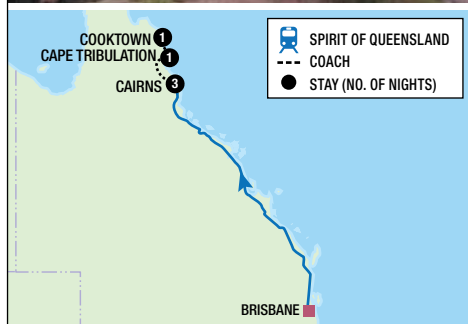 COOKTOWN 1
CAPE TRIBULATION 1
CAIRNS 3
SPIRIT OF QUEENSLAND
COACH
STAY (NO. OF NIGHTS)
BRISBANE